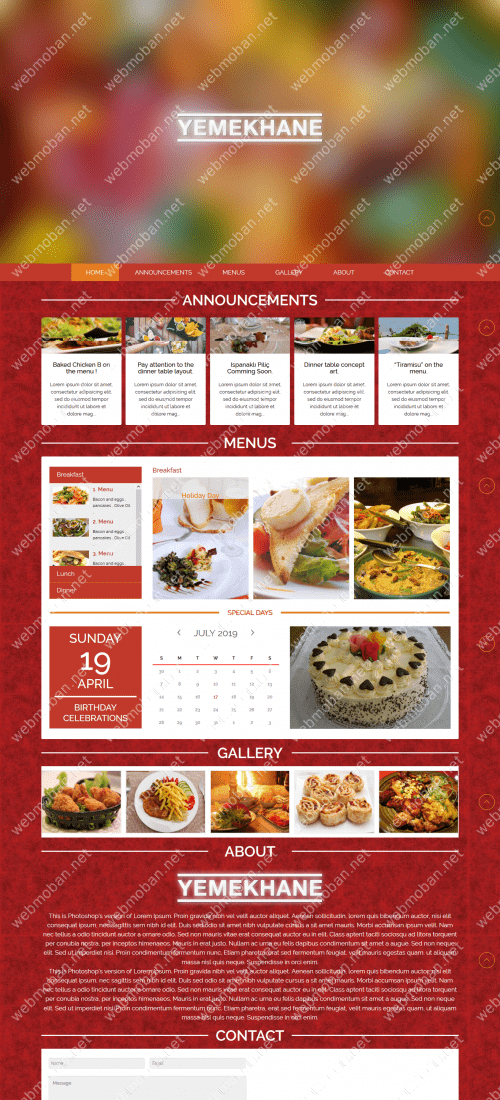 YEMEKHANE
HOME
ANNOUNCEMENTS
MENUS
GALLERY
ABOUT
CONTACT
ANNOUNCEMENTS
Baked Chicken B on
the menu !
Lorem ipsum dolor sit amet,
consectetur adipisicing elit,
sed do eiusmod tempor
incididunt ut labore et
dolore mag...
Pay attention to the
dinner table layout.
Lorem ipsum dolor sit amet,
consectetur adipisicing elit,
sed do eiusmod tempor
incididunt ut labore et
dolore mag...
Ispanaklı Piliç
Comming Soon.
Lorem ipsum dolor sit amet,
consectetur adipisicing elit,
sed do eiusmod tempor
incididunt ut labore et
dolore mag...
Dinner table concept
art.
Lorem ipsum dolor sit amet,
consectetur adipisicing elit,
sed do eiusmod tempor
incididunt ut labore et
dolore mag...
"Tiramisu" on the
menu.
Lorem ipsum dolor sit amet,
consectetur adipisicing elit,
sed do eiusmod tempor
incididunt ut labore et
dolore mag...
MENUS
Breakfast
1. Menu
Bacon and eggs ,
pancakes , Olive Oil
2. Menu
Bacon and eggs ,
pancakes , Olive Oil
3. Menu
Bacon and eggs ,
pancakes , Olive Oil
Lunch
Dinner
Breakfast
Holiday Day
SPECIAL DAYS
SUNDAY
19
APRIL
BIRTHDAY
CELEBRATIONS
JULY 2019
S M T W T F S
30 1 2 3 4 5 6
7 8 9 10 11 12 13
14 15 16 17 18 19 20
21 22 23 24 25 26 27
28 29 30 31 1 2 3
GALLERY
ABOUT
YEMEKHANE
This is Photoshop's version of Lorem Ipsum. Proin gravida nibh vel velit auctor aliquet. Aenean sollicitudin, lorem quis bibendum auctor, nisi elit
consequat ipsum, nec sagittis sem nibh id elit. Duis sed odio sit amet nibh vulputate cursus a sit amet mauris. Morbi accumsan ipsum velit. Nam
nec tellus a odio tincidunt auctor a ornare odio. Sed non mauris vitae erat consequat auctor eu in elit. Class aptent taciti sociosqu ad litora torquent
per conubia nostra, per inceptos himenaeos. Mauris in erat justo. Nullam ac urna eu felis dapibus condimentum sit amet a augue. Sed non neque
elit. Sed ut imperdiet nisi. Proin condimentum fermentum nunc. Etiam pharetra, erat sed fermentum feugiat, velit mauris egestas quam, ut aliquam
massa nisl quis neque. Suspendisse in orci enim.
This is Photoshop's version of Lorem Ipsum. Proin gravida nibh vel velit auctor aliquet. Aenean sollicitudin, lorem quis bibendum auctor, nisi elit
consequat ipsum, nec sagittis sem nibh id elit. Duis sed odio sit amet nibh vulputate cursus a sit amet mauris. Morbi accumsan ipsum velit. Nam
nec tellus a odio tincidunt auctor a ornare odio. Sed non mauris vitae erat consequat auctor eu in elit. Class aptent taciti sociosqu ad litora torquent
per conubia nostra, per inceptos himenaeos. Mauris in erat justo. Nullam ac urna eu felis dapibus condimentum sit amet a augue. Sed non neque
elit. Sed ut imperdiet nisi. Proin condimentum fermentum nunc. Etiam pharetra, erat sed fermentum feugiat, velit mauris egestas quam, ut aliquam
massa nisl quis neque. Suspendisse in orci enim.
CONTACT
Name
Email
Message
webmoban.net